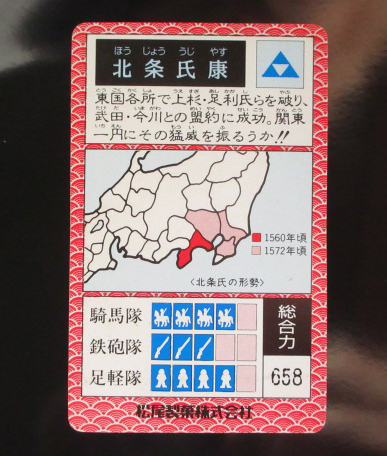 ほうじょううじやす
北条氏康
東国各所で上杉・足利氏らを破り、
武田・今川との盟約に成功。関東
一円にその猛威を振るうか!!
1560年頃
1572年頃
〈北条氏の形勢〉
騎馬隊
鉄砲隊
足軽隊
総合力
658
松尾製菓株式会社